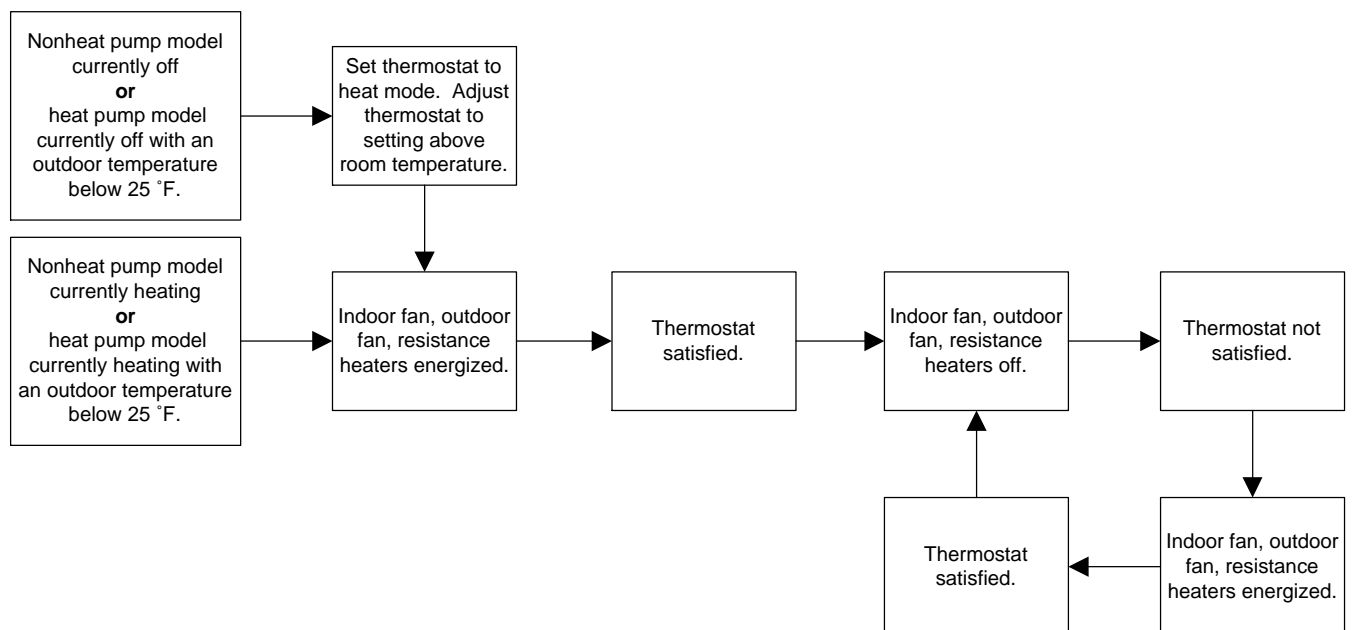 Nonheat pump model
currently off
or
heat pump model
currently off with an
outdoor temperature
below 25 ˚F.
Set thermostat to
heat mode.  Adjust
thermostat to
setting above
room temperature.
Nonheat pump model
currently heating
or
heat pump model
currently heating with
an outdoor temperature
below 25 ˚F.
Indoor fan, outdoor
fan, resistance
heaters energized.
Thermostat
satisfied.
Indoor fan, outdoor
fan, resistance
heaters off.
Thermostat not
satisfied.
Indoor fan, outdoor
fan, resistance
heaters energized.
Thermostat
satisfied.